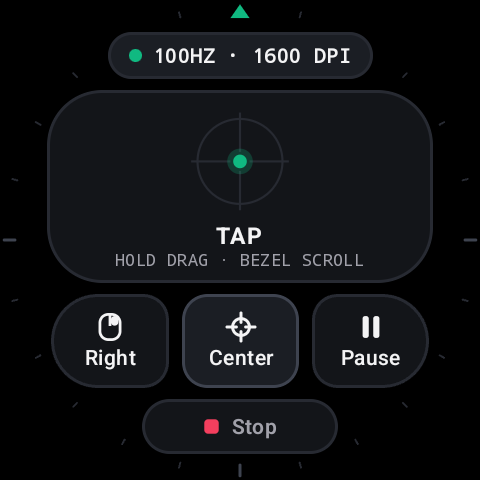 100HZ · 1600 DPI
TAP
HOLD DRAG · BEZEL SCROLL
Right
Center
Pause
Stop